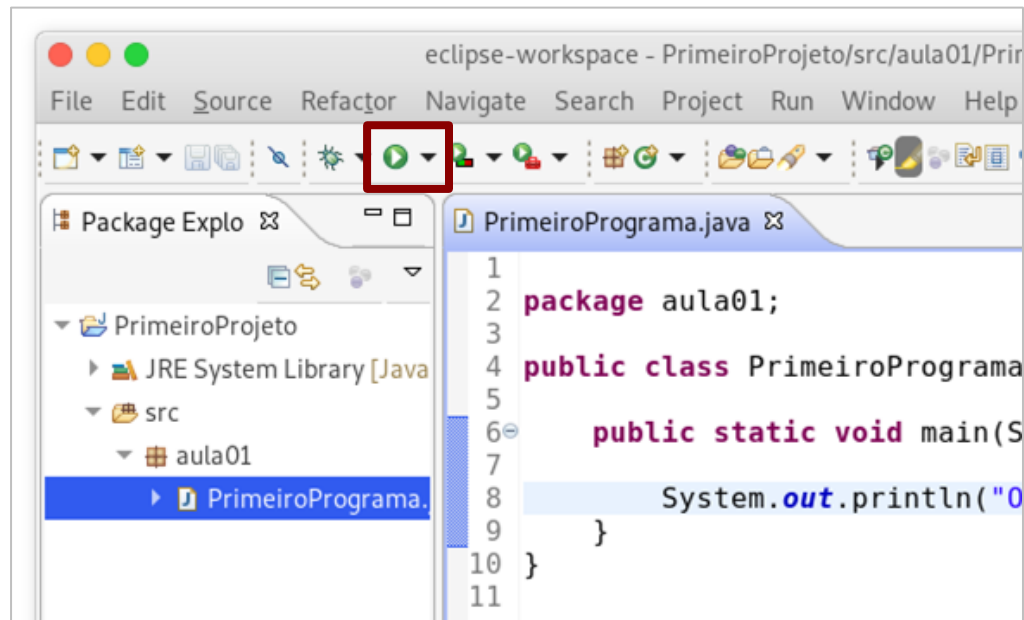 eclipse-workspace - PrimeiroProjeto/src/aula01/Prir
File Edit Source Refactor Navigate Search Project Run Window Help
Package Explo
PrimeiroPrograma.java
PrimeiroProjeto
JRE System Library [Java
src
aula01
PrimeiroPrograma.
1
2 package aula01;
3
4 public class PrimeiroPrograma
5
6 public static void main(S
7
8 System.out.println("O
9 }
10 }
11